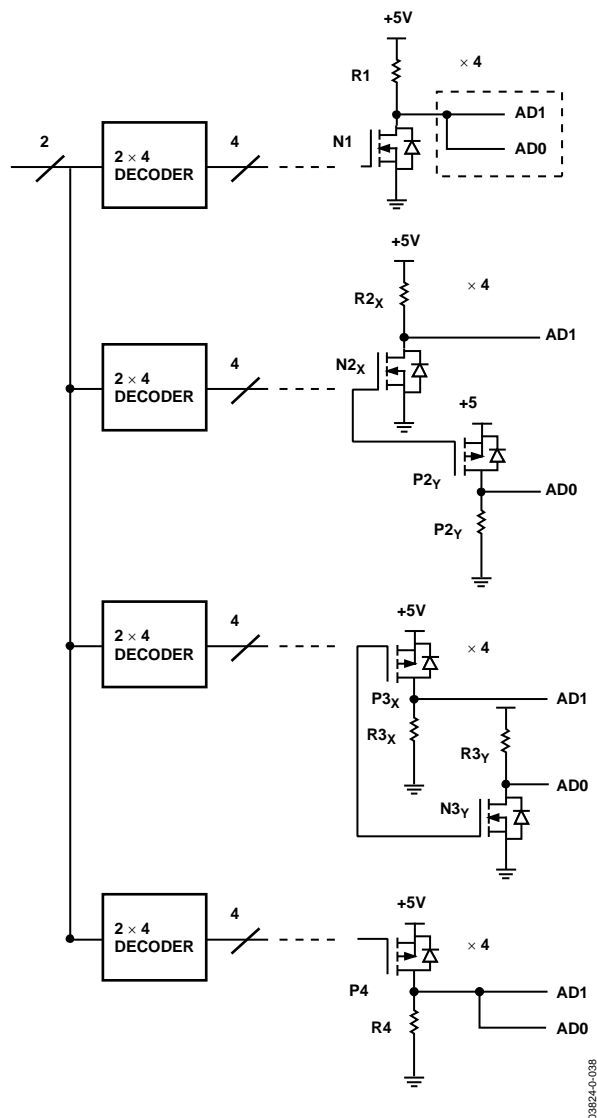 +5V
R1
× 4
AD1
2
4
N1
AD0
2 × 4
DECODER
+5V
R2X
× 4
AD1
4
N2X
2 × 4
DECODER
+5
P2Y
AD0
P2Y
+5V
4
× 4
2 × 4
DECODER
P3X
AD1
R3X
R3Y
AD0
N3Y
+5V
4
× 4
2 × 4
DECODER
P4
AD1
R4
AD0
03824-0-038